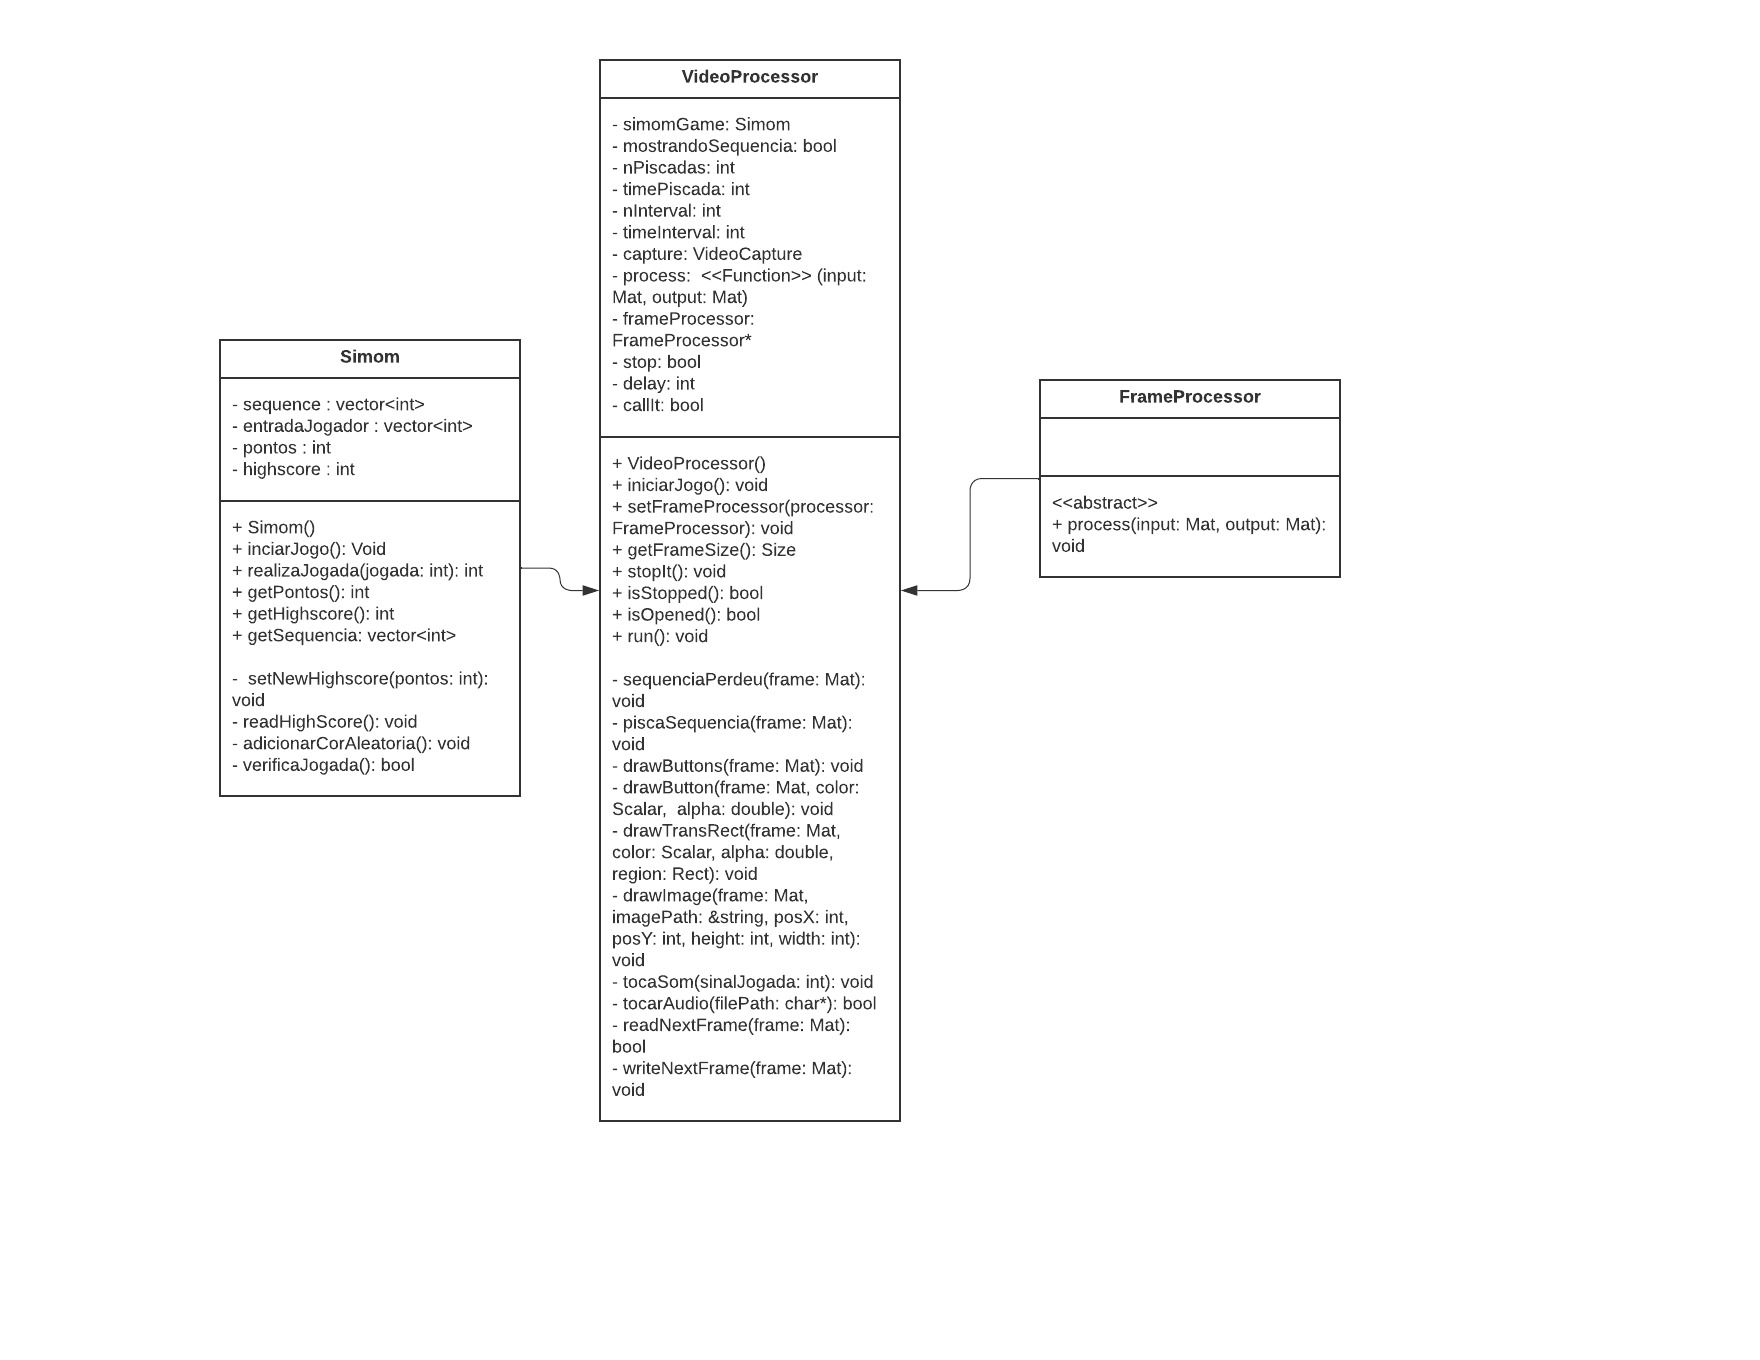 VideoProcessor
- simomGame: Simom
- mostrandoSequencia: bool
- nPiscadas: int
- timePiscada: int
- nInterval: int
- timeInterval: int
- capture: VideoCapture
- process:  <<Function>> (input:
Mat, output: Mat)
- frameProcessor:
FrameProcessor*
- stop: bool
- delay: int
- callIt: bool
+ VideoProcessor()
+ iniciarJogo(): void
+ setFrameProcessor(processor:
FrameProcessor): void
+ getFrameSize(): Size
+ stopIt(): void
+ isStopped(): bool
+ isOpened(): bool
+ run(): void
- sequenciaPerdeu(frame: Mat):
void
- piscaSequencia(frame: Mat):
void
- drawButtons(frame: Mat): void
- drawButton(frame: Mat, color:
Scalar,  alpha: double): void
- drawTransRect(frame: Mat,
color: Scalar, alpha: double,
region: Rect): void
- drawImage(frame: Mat,
imagePath: &string, posX: int,
posY: int, height: int, width: int):
void
- tocaSom(sinalJogada: int): void
- tocarAudio(filePath: char*): bool
- readNextFrame(frame: Mat):
bool
- writeNextFrame(frame: Mat):
void
Simom
- sequence : vector<int>
- entradaJogador : vector<int>
- pontos : int
- highscore : int
+ Simom()
+ inciarJogo(): Void
+ realizaJogada(jogada: int): int
+ getPontos(): int
+ getHighscore(): int
+ getSequencia: vector<int>
-  setNewHighscore(pontos: int):
void
- readHighScore(): void
- adicionarCorAleatoria(): void
- verificaJogada(): bool
FrameProcessor
<<abstract>>
+ process(input: Mat, output: Mat):
void